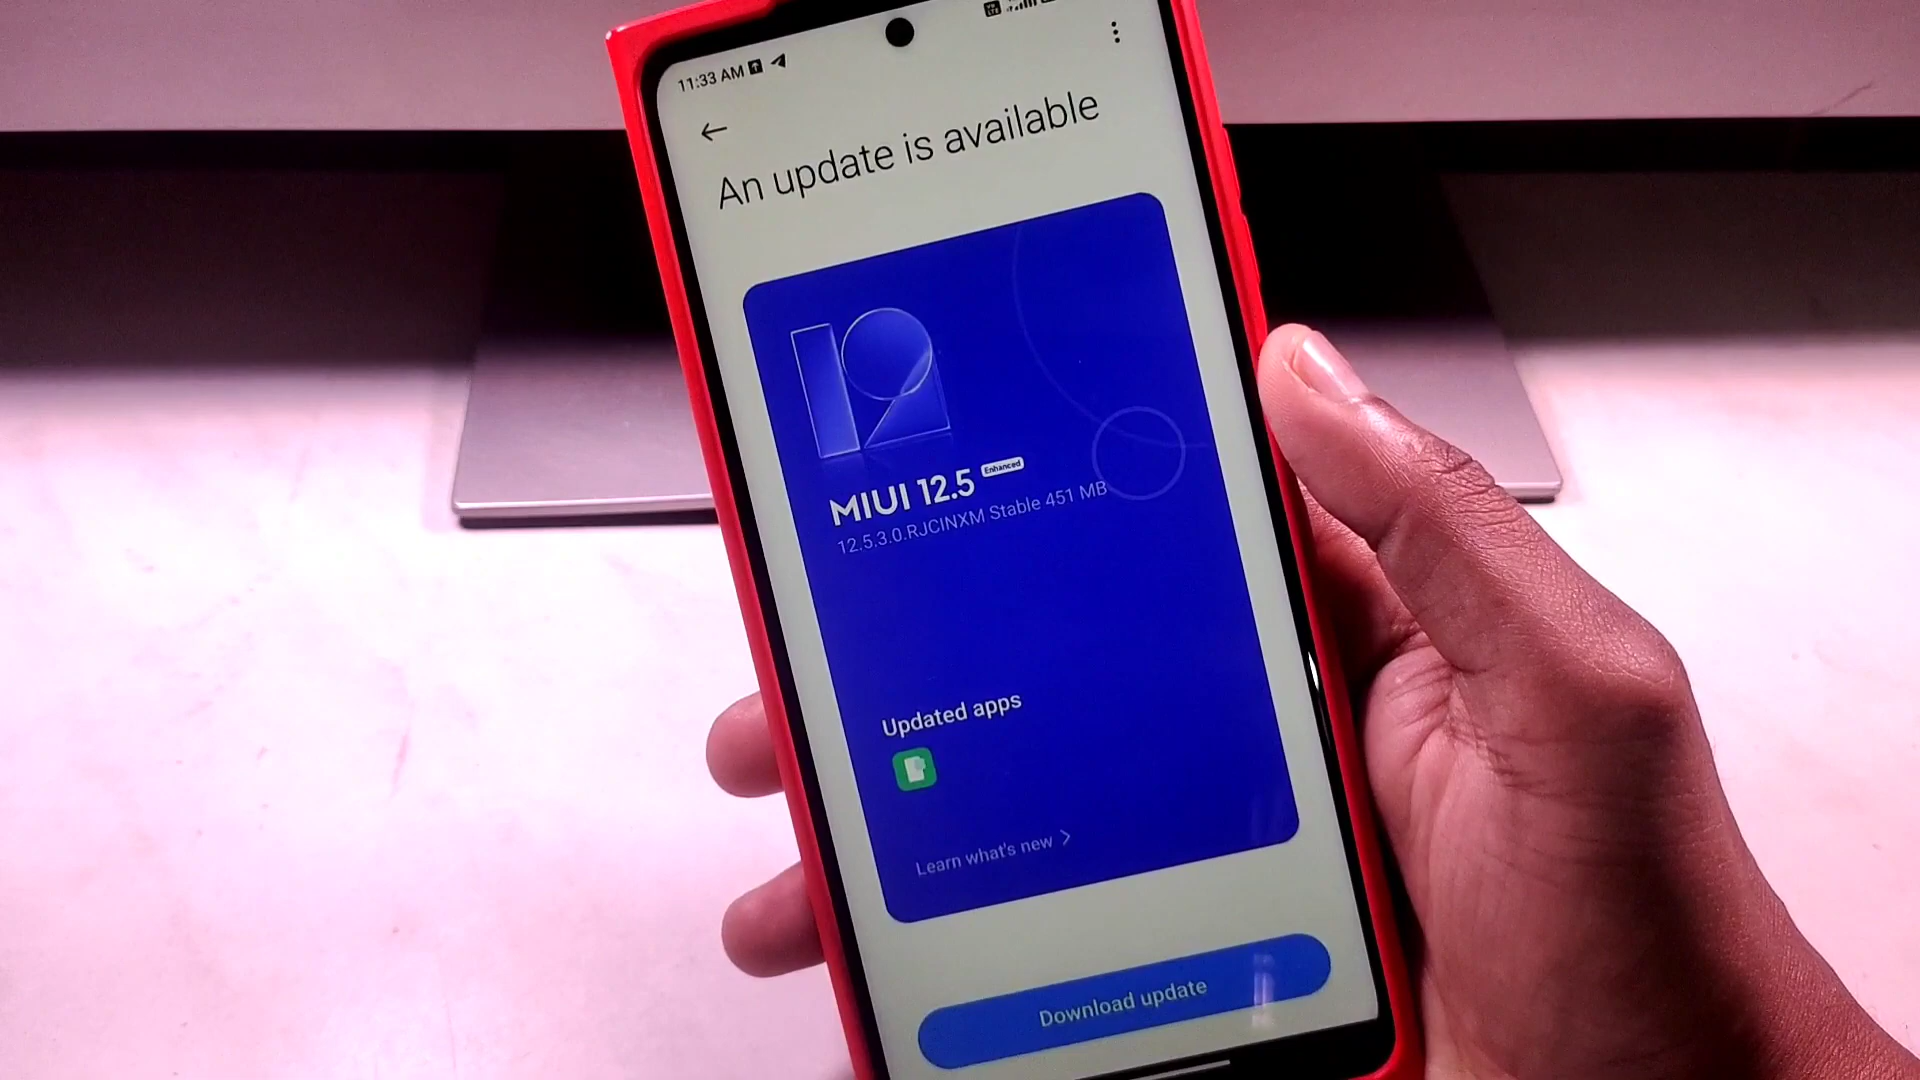 11:33 AM
An update is available
12
MIUI 12.5 Enhanced
12.5.3.0.RJCINXM Stable 451 MB
Updated apps
Learn what's new
Download update